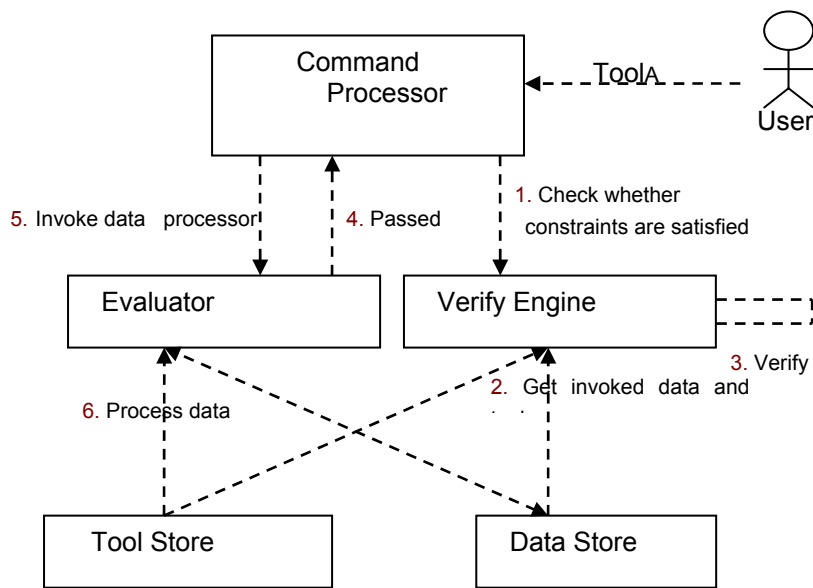 Command
Processor
ToolA
User
1. Check whether
constraints are satisfied
5. Invoke data processor
4. Passed
Evaluator
Verify Engine
3. Verify
2. Get invoked data and
6. Process data
Tool Store
Data Store